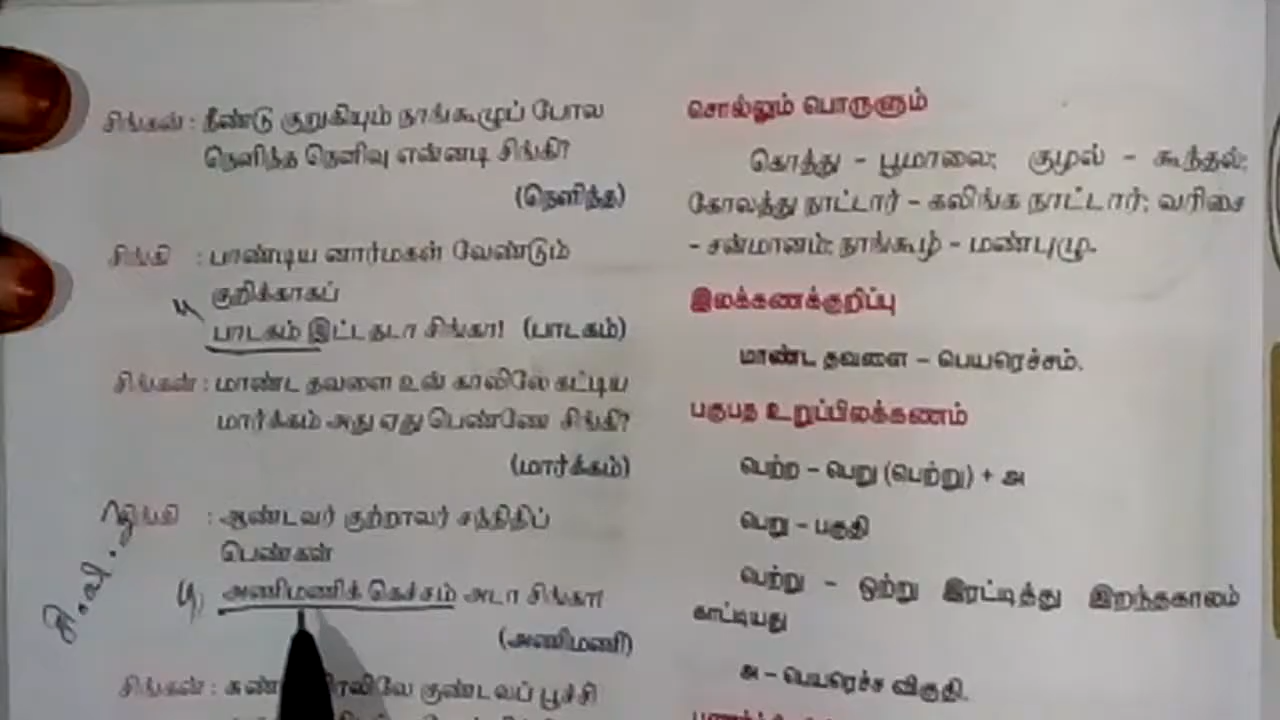 சிங்கன் : நீண்டு குறுகியும் நாங்கூழுப் போல
நெளிந்த நெளிவு என்னடி சிங்கி?
(நெளிந்த)
சிங்கி : பாண்டிய னார்மகள் வேண்டும்
குறிக்காகப்
பாடகம் இட்டதடா சிங்கா! (பாடகம்)
சிங்கன் : மாண்ட தவளை உன் காலிலே கட்டிய
மார்க்கம் அது ஏது பெண்ணே சிங்கி?
(மார்க்கம்)
சிங்கி : ஆண்டவர் குற்றாலர் சந்நிதிப்
பெண்கள்
அணிமணிக் கெச்சம் அடா சிங்கா!
(அணிமணி)
சிங்கன் : குண்டலப் பூச்சி
சொல்லும் பொருளும்
கொத்து – பூமாலை; குழல் – கூந்தல்;
கோலத்து நாட்டார் – கலிங்க நாட்டார்; வரிசை
- சன்மானம்; நாங்கூழ் – மண்புழு.
இலக்கணக்குறிப்பு
மாண்ட தவளை – பெயரெச்சம்.
பகுபத உறுப்பிலக்கணம்
பெற்ற – பெறு (பெற்று) + அ
பெறு – பகுதி
பெற்று – ஒற்று இரட்டித்து இறந்தகாலம்
காட்டியது
அ – பெயரெச்ச விகுதி.